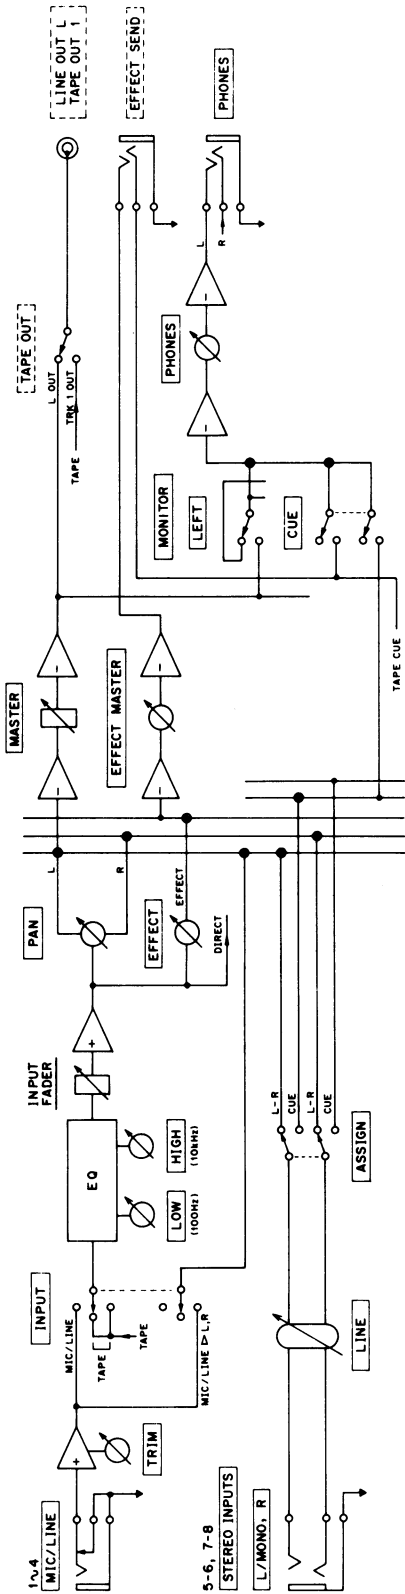 1~4
MIC/LINE
TRIM
INPUT
MIC/LINE
TAPE
TAPE
MIC/LINE ▷ L,R
EQ
LOW
(100Hz)
HIGH
(10kHz)
INPUT
FADER
PAN
L
R
EFFECT
EFFECT
DIRECT
MASTER
EFFECT MASTER
TAPE OUT
L OUT
TRK 1 OUT
TAPE
LINE OUT L
TAPE OUT 1
EFFECT SEND
MONITOR
LEFT
CUE
TAPE CUE
PHONES
L
R
PHONES
5-6, 7-8
STEREO INPUTS
L/MONO, R
LINE
ASSIGN
L-R
CUE
L-R
CUE